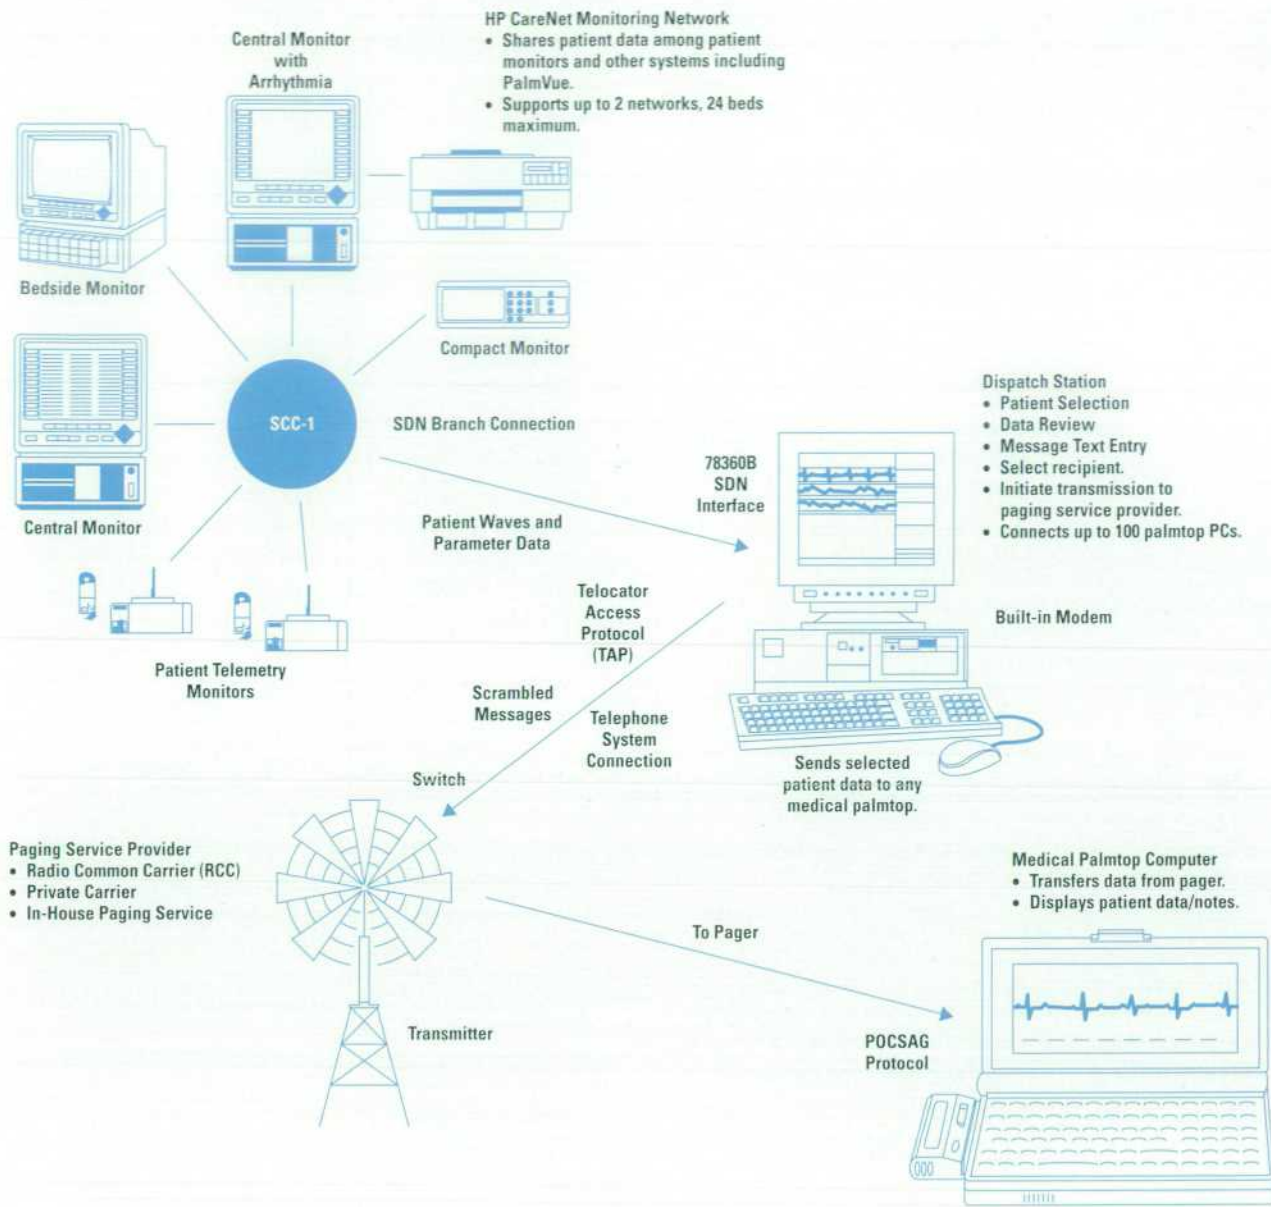 HP CareNet Monitoring Network
• Shares patient data among patient
monitors and other systems including
PalmVue.
• Supports up to 2 networks, 24 beds
maximum.
Central Monitor
with
Arrhythmia
Bedside Monitor
Compact Monitor
SCC-1
SDN Branch Connection
Central Monitor
Patient Waves and
Parameter Data
Patient Telemetry
Monitors
Dispatch Station
• Patient Selection
• Data Review
• Message Text Entry
• Select recipient.
• Initiate transmission to
paging service provider.
• Connects up to 100 palmtop PCs.
78360B
SDN
Interface
Built-in Modem
Telocator
Access
Protocol
(TAP)
Scrambled
Messages
Telephone
System
Connection
Sends selected
patient data to any
medical palmtop.
Switch
Paging Service Provider
• Radio Common Carrier (RCC)
• Private Carrier
• In-House Paging Service
Transmitter
To Pager
Medical Palmtop Computer
• Transfers data from pager.
• Displays patient data/notes.
POCSAG
Protocol